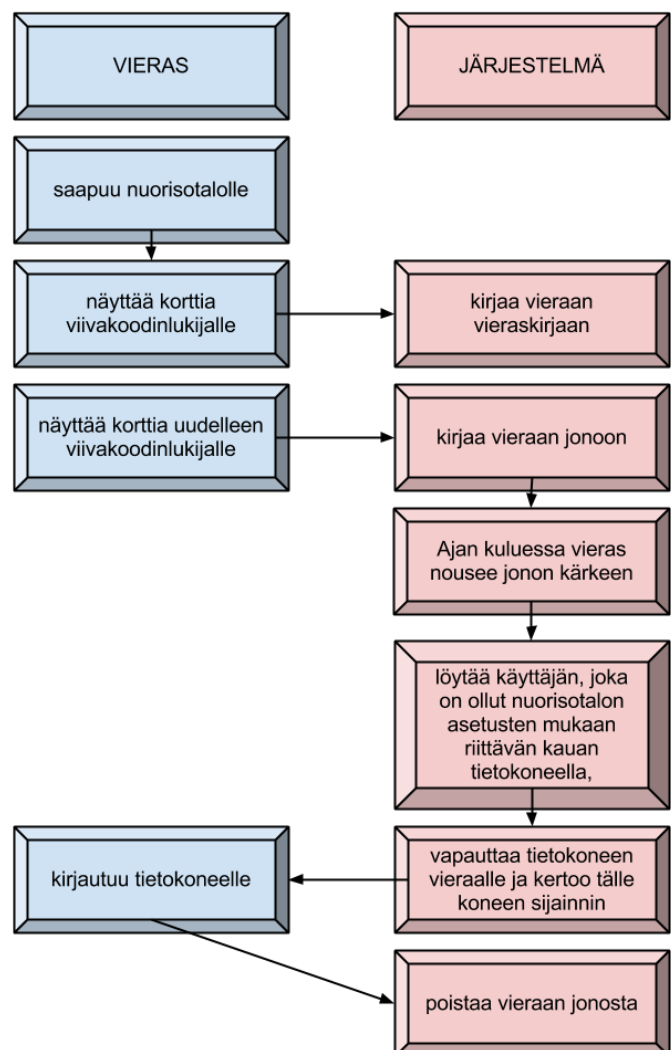 VIERAS
JÄRJESTELMÄ
saapuu nuorisotalolle
näyttää korttia
viivakoodinlukijalle
kirjaa vieraan
vieraskirjaan
näyttää korttia uudelleen
viivakoodinlukijalle
kirjaa vieraan jonoon
Ajan kuluessa vieras
nousee jonon kärkeen
löytää käyttäjän, joka
on ollut nuorisotalon
asetusten mukaan
riittävän kauan
tietokoneella,
kirjautuu tietokoneelle
vapauttaa tietokoneen
vieraalle ja kertoo tälle
koneen sijainnin
poistaa vieraan jonosta